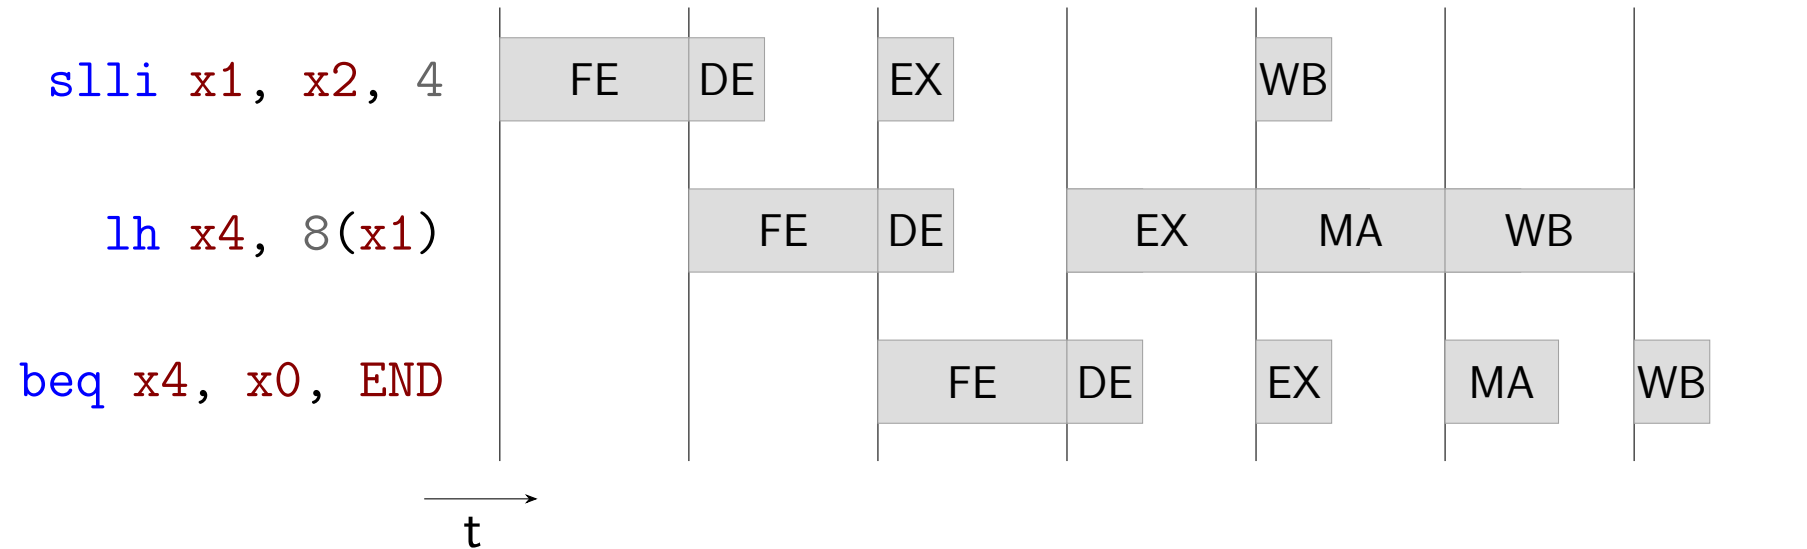 slli x1, x2, 4 FE DE EX WB
lh x4, 8(x1) FE DE EX MA WB
beq x4, x0, END FE DE EX MA WB
t